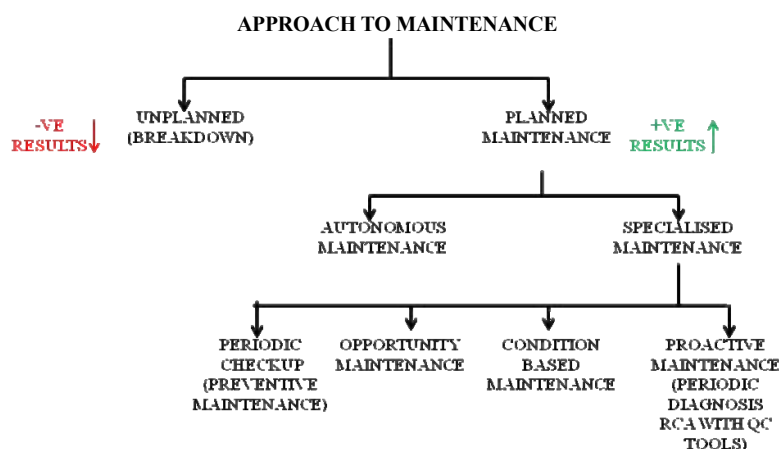 APPROACH TO MAINTENANCE
-VE
RESULTS
UNPLANNED
(BREAKDOWN)
PLANNED
MAINTENANCE
+VE
RESULTS
AUTONOMOUS
MAINTENANCE
SPECIALISED
MAINTENANCE
PERIODIC
CHECKUP
(PREVENTIVE
MAINTENANCE)
OPPORTUNITY
MAINTENANCE
CONDITION
BASED
MAINTENANCE
PROACTIVE
MAINTENANCE
(PERIODIC
DIAGNOSIS
RCA WITH QC
TOOLS)